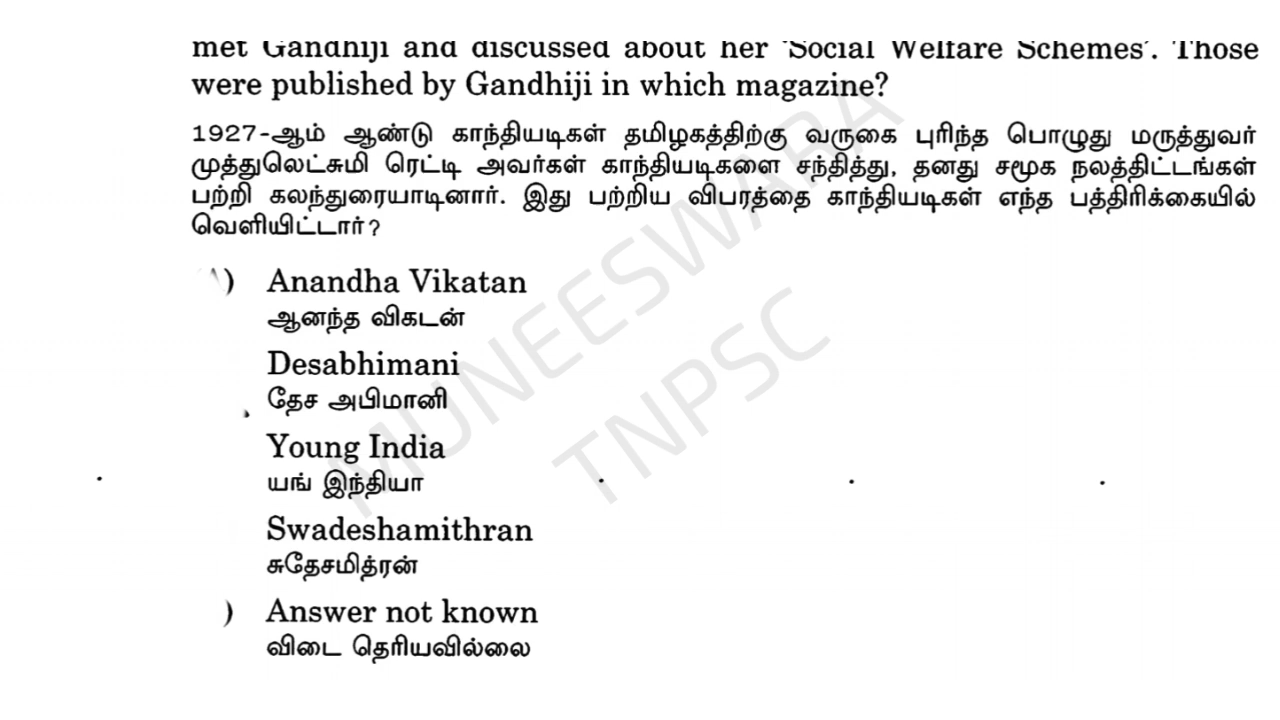 met Gandhiji and discussed about her 'Social Welfare Schemes'. Those
were published by Gandhiji in which magazine?
1927-ஆம் ஆண்டு காந்தியடிகள் தமிழகத்திற்கு வருகை புரிந்த பொழுது மருத்துவர்
முத்துலெட்சுமி ரெட்டி அவர்கள் காந்தியடிகளை சந்தித்து, தனது சமூக நலத்திட்டங்கள்
பற்றி கலந்துரையாடினார். இது பற்றிய விபரத்தை காந்தியடிகள் எந்த பத்திரிக்கையில்
வெளியிட்டார்?
) Anandha Vikatan
ஆனந்த விகடன்
Desabhimani
தேச அபிமானி
Young India
யங் இந்தியா
Swadeshamithran
சுதேசமித்ரன்
) Answer not known
விடை தெரியவில்லை
MUNEESWARA
TNPSC